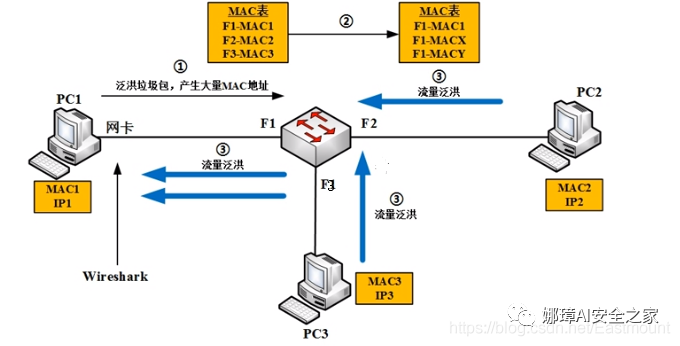 MAC表
F1-MAC1
F2-MAC2
F3-MAC3
②
MAC表
F1-MAC1
F1-MACX
F1-MACY
①
泛洪垃圾包，产生大量MAC地址
PC1
网卡
F1
F2
③
流量泛洪
PC2
③
流量泛洪
MAC1
IP1
F3
③
流量泛洪
MAC2
IP2
Wireshark
MAC3
IP3
PC3
娜璋AI安全之家
https://blog.csdn.net/Eastmount